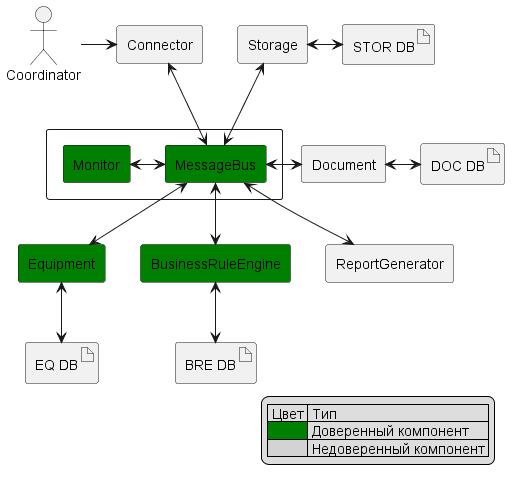 Coordinator
Connector
Storage
STOR DB
Monitor
MessageBus
Document
DOC DB
Equipment
BusinessRuleEngine
ReportGenerator
EQ DB
BRE DB
Цвет Тип
Доверенный компонент
Недоверенный компонент